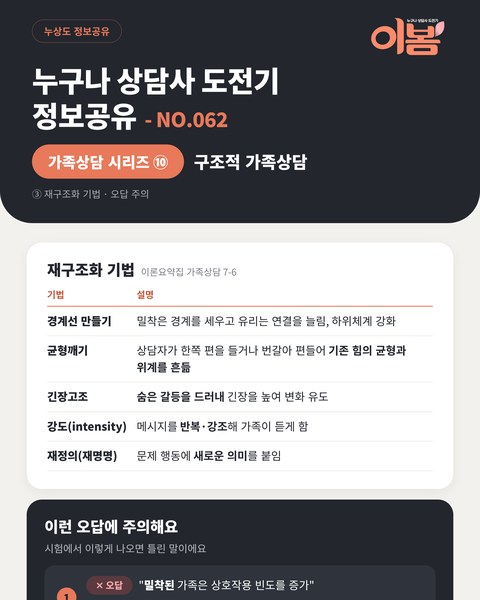 누상도 정보공유
누구나 상담사 도전기
이봄
누구나 상담사 도전기
정보공유 - NO.062
가족상담 시리즈 ⑩ 구조적 가족상담
③ 재구조화 기법 · 오답 주의
재구조화 기법 이론요약집 가족상담 7-6
기법 설명
경계선 만들기 밀착은 경계를 세우고 유리는 연결을 늘림, 하위체계 강화
균형깨기 상담자가 한쪽 편을 들거나 번갈아 편들어 기존 힘의 균형과
위계를 흔듦
긴장고조 숨은 갈등을 드러내 긴장을 높여 변화 유도
강도(intensity) 메시지를 반복·강조해 가족이 듣게 함
재정의(재명명) 문제 행동에 새로운 의미를 붙임
이런 오답에 주의해요
시험에서 이렇게 나오면 틀린 말이에요
1 × 오답 "밀착된 가족은 상호작용 빈도를 증가"